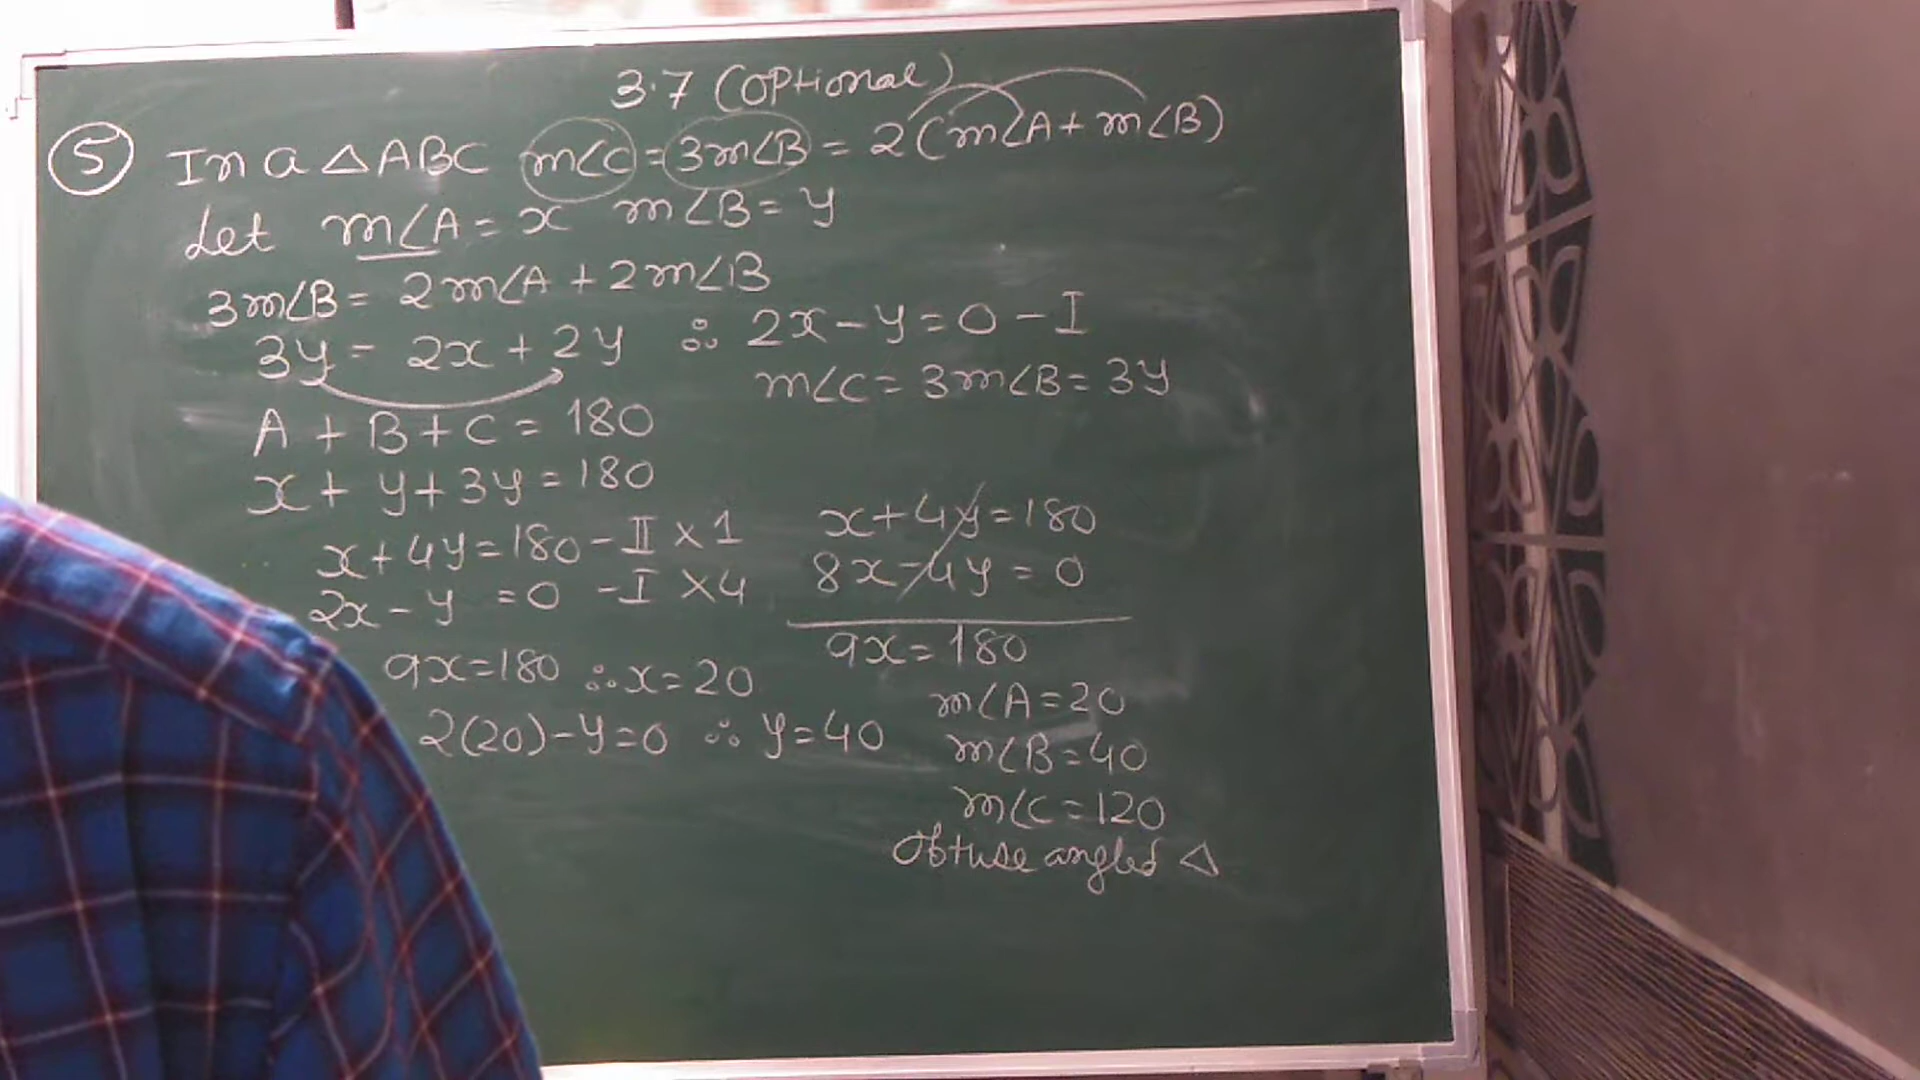 3.7 (Optional)
⑤ In a △ABC m∠C = 3m∠B = 2(m∠A + m∠B)
Let m∠A = x m∠B = y
3m∠B = 2m∠A + 2m∠B
3y = 2x + 2y ∴ 2x - y = 0 - I
m∠C = 3m∠B = 3y
A + B + C = 180
x + y + 3y = 180
x + 4y = 180 - II × 1
2x - y = 0 - I × 4
x + 4y = 180
8x - 4y = 0
9x = 180
9x = 180 ∴ x = 20
2(20) - y = 0 ∴ y = 40
m∠A = 20
m∠B = 40
m∠C = 120
Obtuse angled △